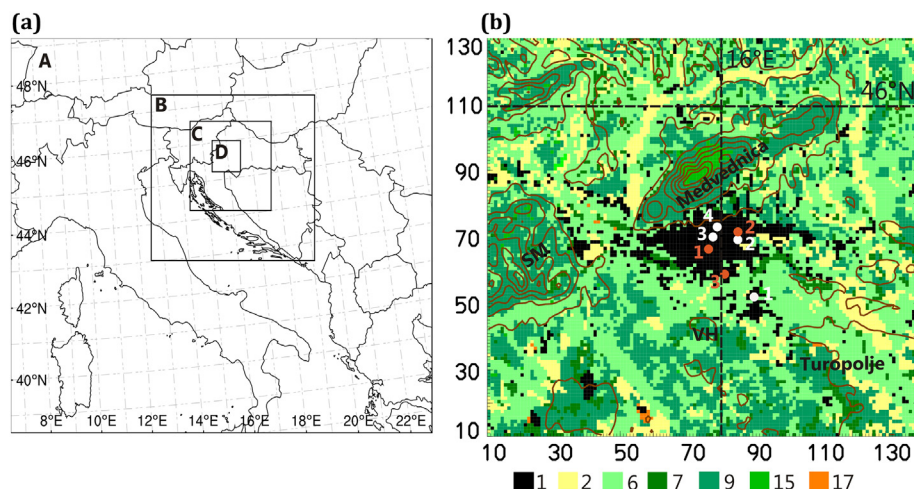 (a)
A
B
C
D
48°N
46°N
44°N
42°N
40°N
8°E 10°E 12°E 14°E 16°E 18°E 20°E 22°E
(b)
130
110
90
70
50
30
10
10 30 50 70 90 110 130
16°E
46°N
Medvednica
SM
VH
Turopolje
4
3
2
1
2
3
1 2 6 7 9 15 17